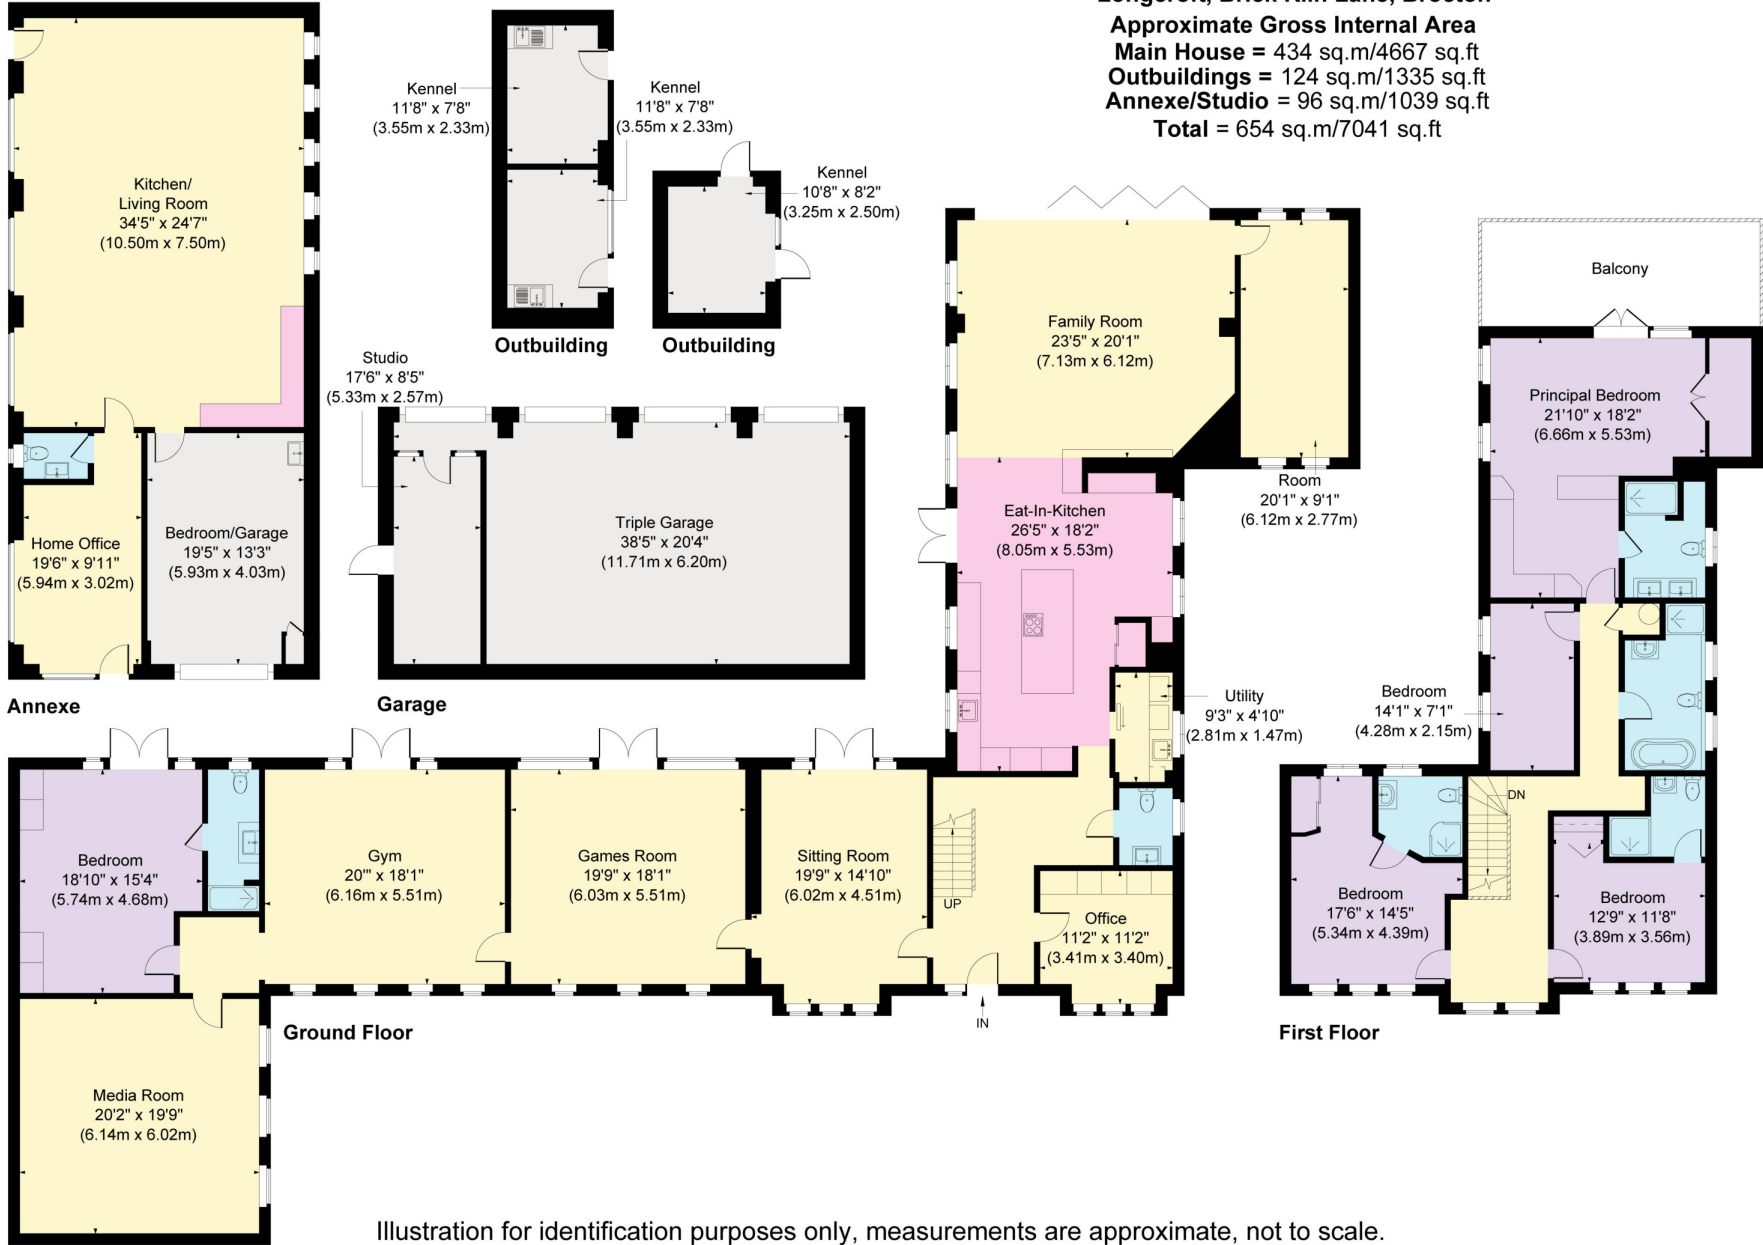 Approximate Gross Internal Area
Main House = 434 sq.m/4667 sq.ft
Outbuildings = 124 sq.m/1335 sq.ft
Annexe/Studio = 96 sq.m/1039 sq.ft
Total = 654 sq.m/7041 sq.ft
Kitchen/
Living Room
34'5" x 24'7"
(10.50m x 7.50m)
Home Office
19'6" x 9'11"
(5.94m x 3.02m)
Bedroom/Garage
19'5" x 13'3"
(5.93m x 4.03m)
Annexe
Kennel
11'8" x 7'8"
(3.55m x 2.33m)
Kennel
11'8" x 7'8"
(3.55m x 2.33m)
Outbuilding
Kennel
10'8" x 8'2"
(3.25m x 2.50m)
Outbuilding
Studio
17'6" x 8'5"
(5.33m x 2.57m)
Triple Garage
38'5" x 20'4"
(11.71m x 6.20m)
Garage
Family Room
23'5" x 20'1"
(7.13m x 6.12m)
Room
20'1" x 9'1"
(6.12m x 2.77m)
Eat-In-Kitchen
26'5" x 18'2"
(8.05m x 5.53m)
Utility
9'3" x 4'10"
(2.81m x 1.47m)
Bedroom
18'10" x 15'4"
(5.74m x 4.68m)
Gym
20'" x 18'1"
(6.16m x 5.51m)
Games Room
19'9" x 18'1"
(6.03m x 5.51m)
Sitting Room
19'9" x 14'10"
(6.02m x 4.51m)
UP
Office
11'2" x 11'2"
(3.41m x 3.40m)
IN
Ground Floor
Media Room
20'2" x 19'9"
(6.14m x 6.02m)
Balcony
Principal Bedroom
21'10" x 18'2"
(6.66m x 5.53m)
Bedroom
14'1" x 7'1"
(4.28m x 2.15m)
DN
Bedroom
17'6" x 14'5"
(5.34m x 4.39m)
Bedroom
12'9" x 11'8"
(3.89m x 3.56m)
First Floor
Illustration for identification purposes only, measurements are approximate, not to scale.